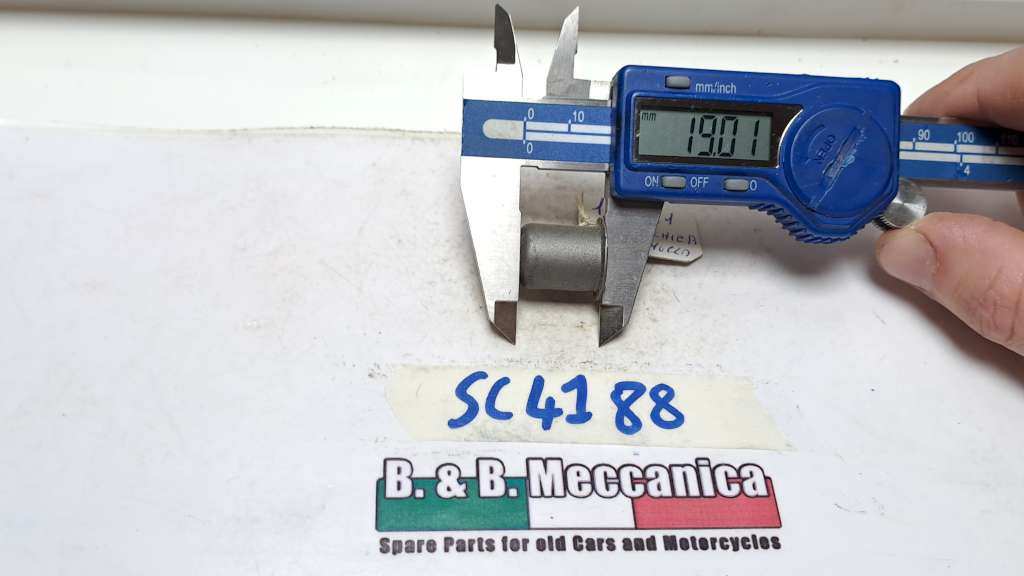 mm/inch
mm
19.01
0 10
0
ON OFF 0
OPEN
90 100
4
SC4188
B. & B. Meccanica
Spare Parts for old Cars and Motorcycles